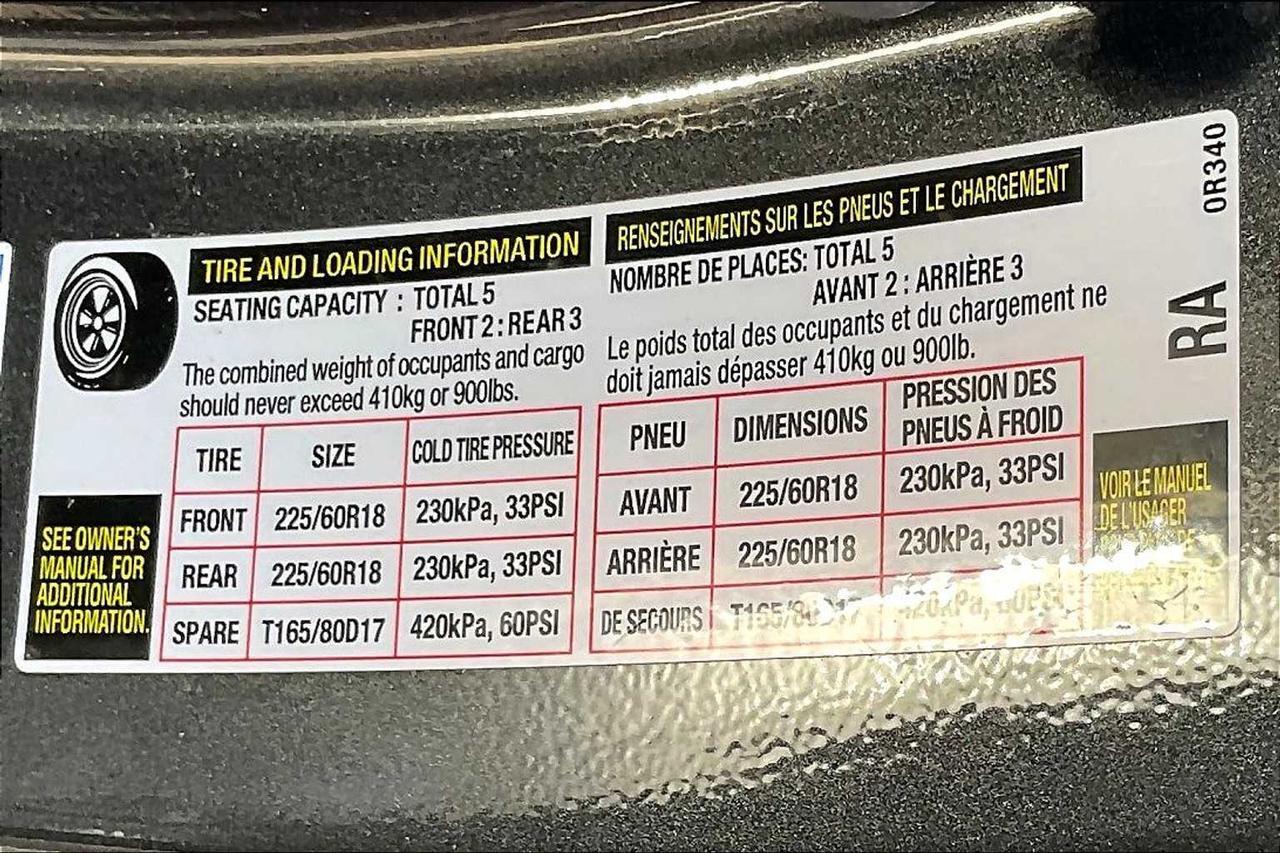 TIRE AND LOADING INFORMATION
SEATING CAPACITY : TOTAL 5
FRONT 2 : REAR 3
The combined weight of occupants and cargo
should never exceed 410kg or 900lbs.
TIRE SIZE COLD TIRE PRESSURE
FRONT 225/60R18 230kPa, 33PSI
REAR 225/60R18 230kPa, 33PSI
SPARE T165/80D17 420kPa, 60PSI
SEE OWNER'S
MANUAL FOR
ADDITIONAL
INFORMATION.
RENSEIGNEMENTS SUR LES PNEUS ET LE CHARGEMENT
NOMBRE DE PLACES: TOTAL 5
AVANT 2 : ARRIÈRE 3
Le poids total des occupants et du chargement ne
doit jamais dépasser 410kg ou 900lb.
PNEU DIMENSIONS PRESSION DES
PNEUS À FROID
AVANT 225/60R18 230kPa, 33PSI
ARRIÈRE 225/60R18 230kPa, 33PSI
DE SECOURS T165/80D17 420kPa, 60PSI
VOIR LE MANUEL
DE L'USAGER
0R340
RA